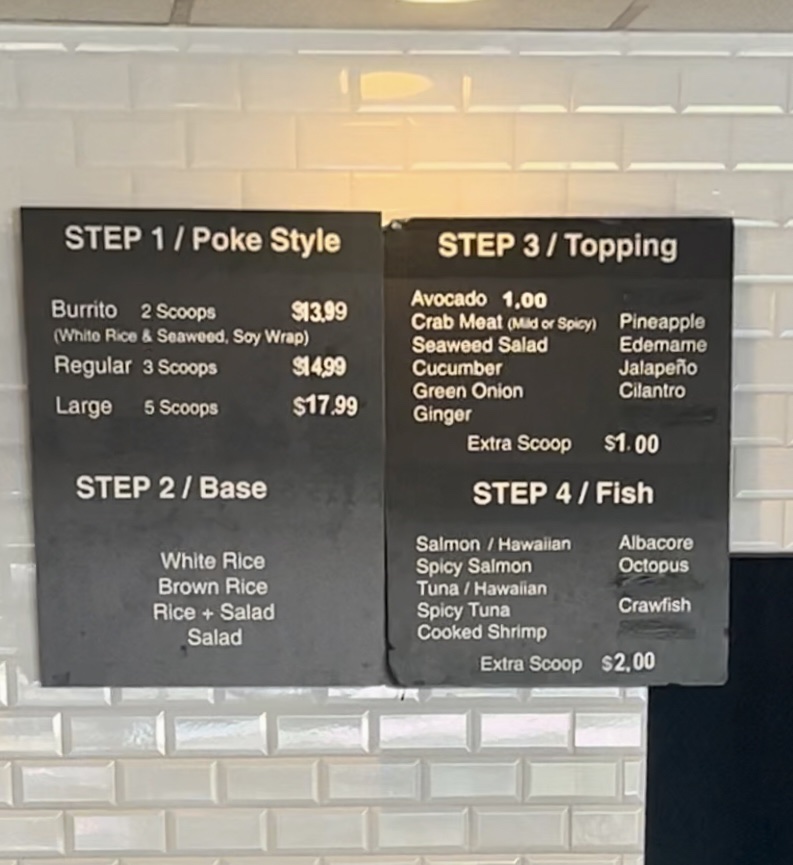 STEP 1 / Poke Style
Burrito 2 Scoops $13.99
(White Rice & Seaweed, Soy Wrap)
Regular 3 Scoops $14.99
Large 5 Scoops $17.99
STEP 2 / Base
White Rice
Brown Rice
Rice + Salad
Salad
STEP 3 / Topping
Avocado 1.00
Crab Meat (Mild or Spicy) Pineapple
Seaweed Salad Edemame
Cucumber Jalapeño
Green Onion Cilantro
Ginger
Extra Scoop $1.00
STEP 4 / Fish
Salmon / Hawaiian Albacore
Spicy Salmon Octopus
Tuna / Hawaiian
Spicy Tuna Crawfish
Cooked Shrimp
Extra Scoop $2.00